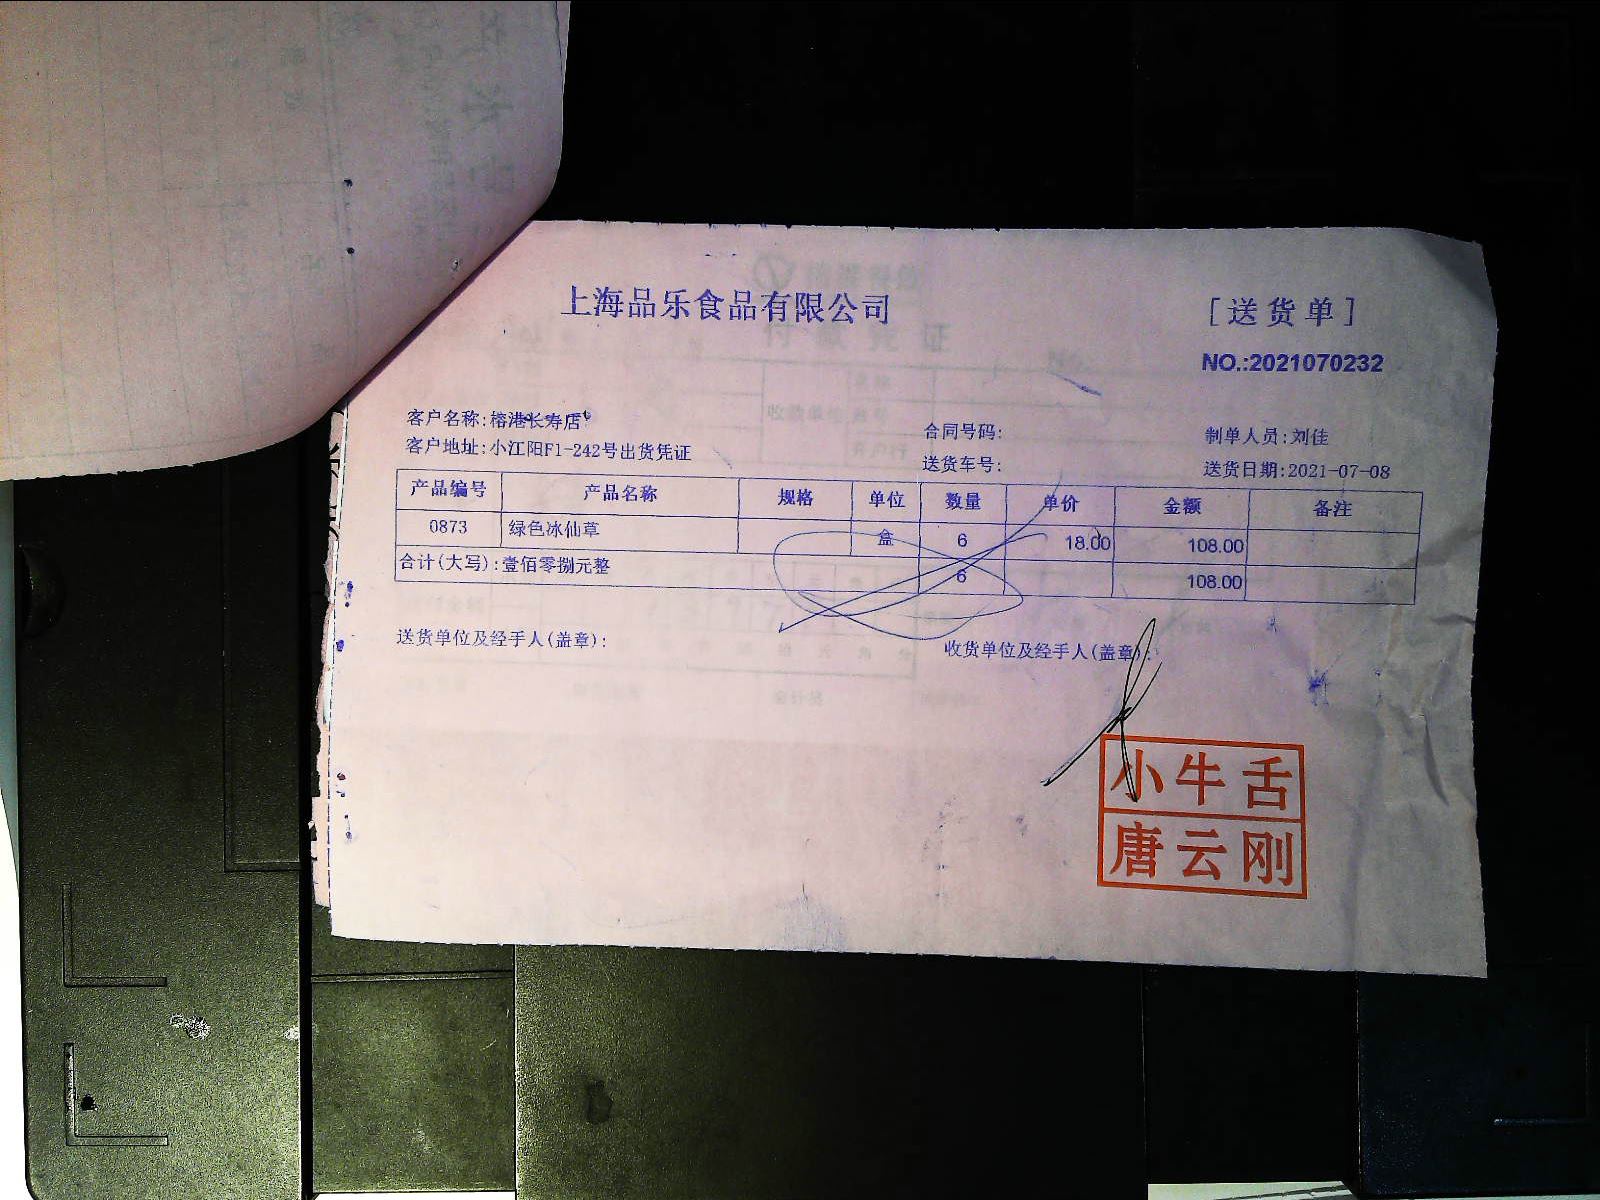 上海品乐食品有限公司
[送货单]
NO.:2021070232
客户名称:榕港长寿店
合同号码:
制单人员:刘佳
客户地址:小江阳F1-242号出货凭证
送货车号:
送货日期:2021-07-08
产品编号 产品名称 规格 单位 数量 单价 金额 备注
0873 绿色冰仙草 盒 6 18.00 108.00
合计(大写):壹佰零捌元整 6 108.00
送货单位及经手人(盖章):
收货单位及经手人(盖章):
小牛舌
唐云刚